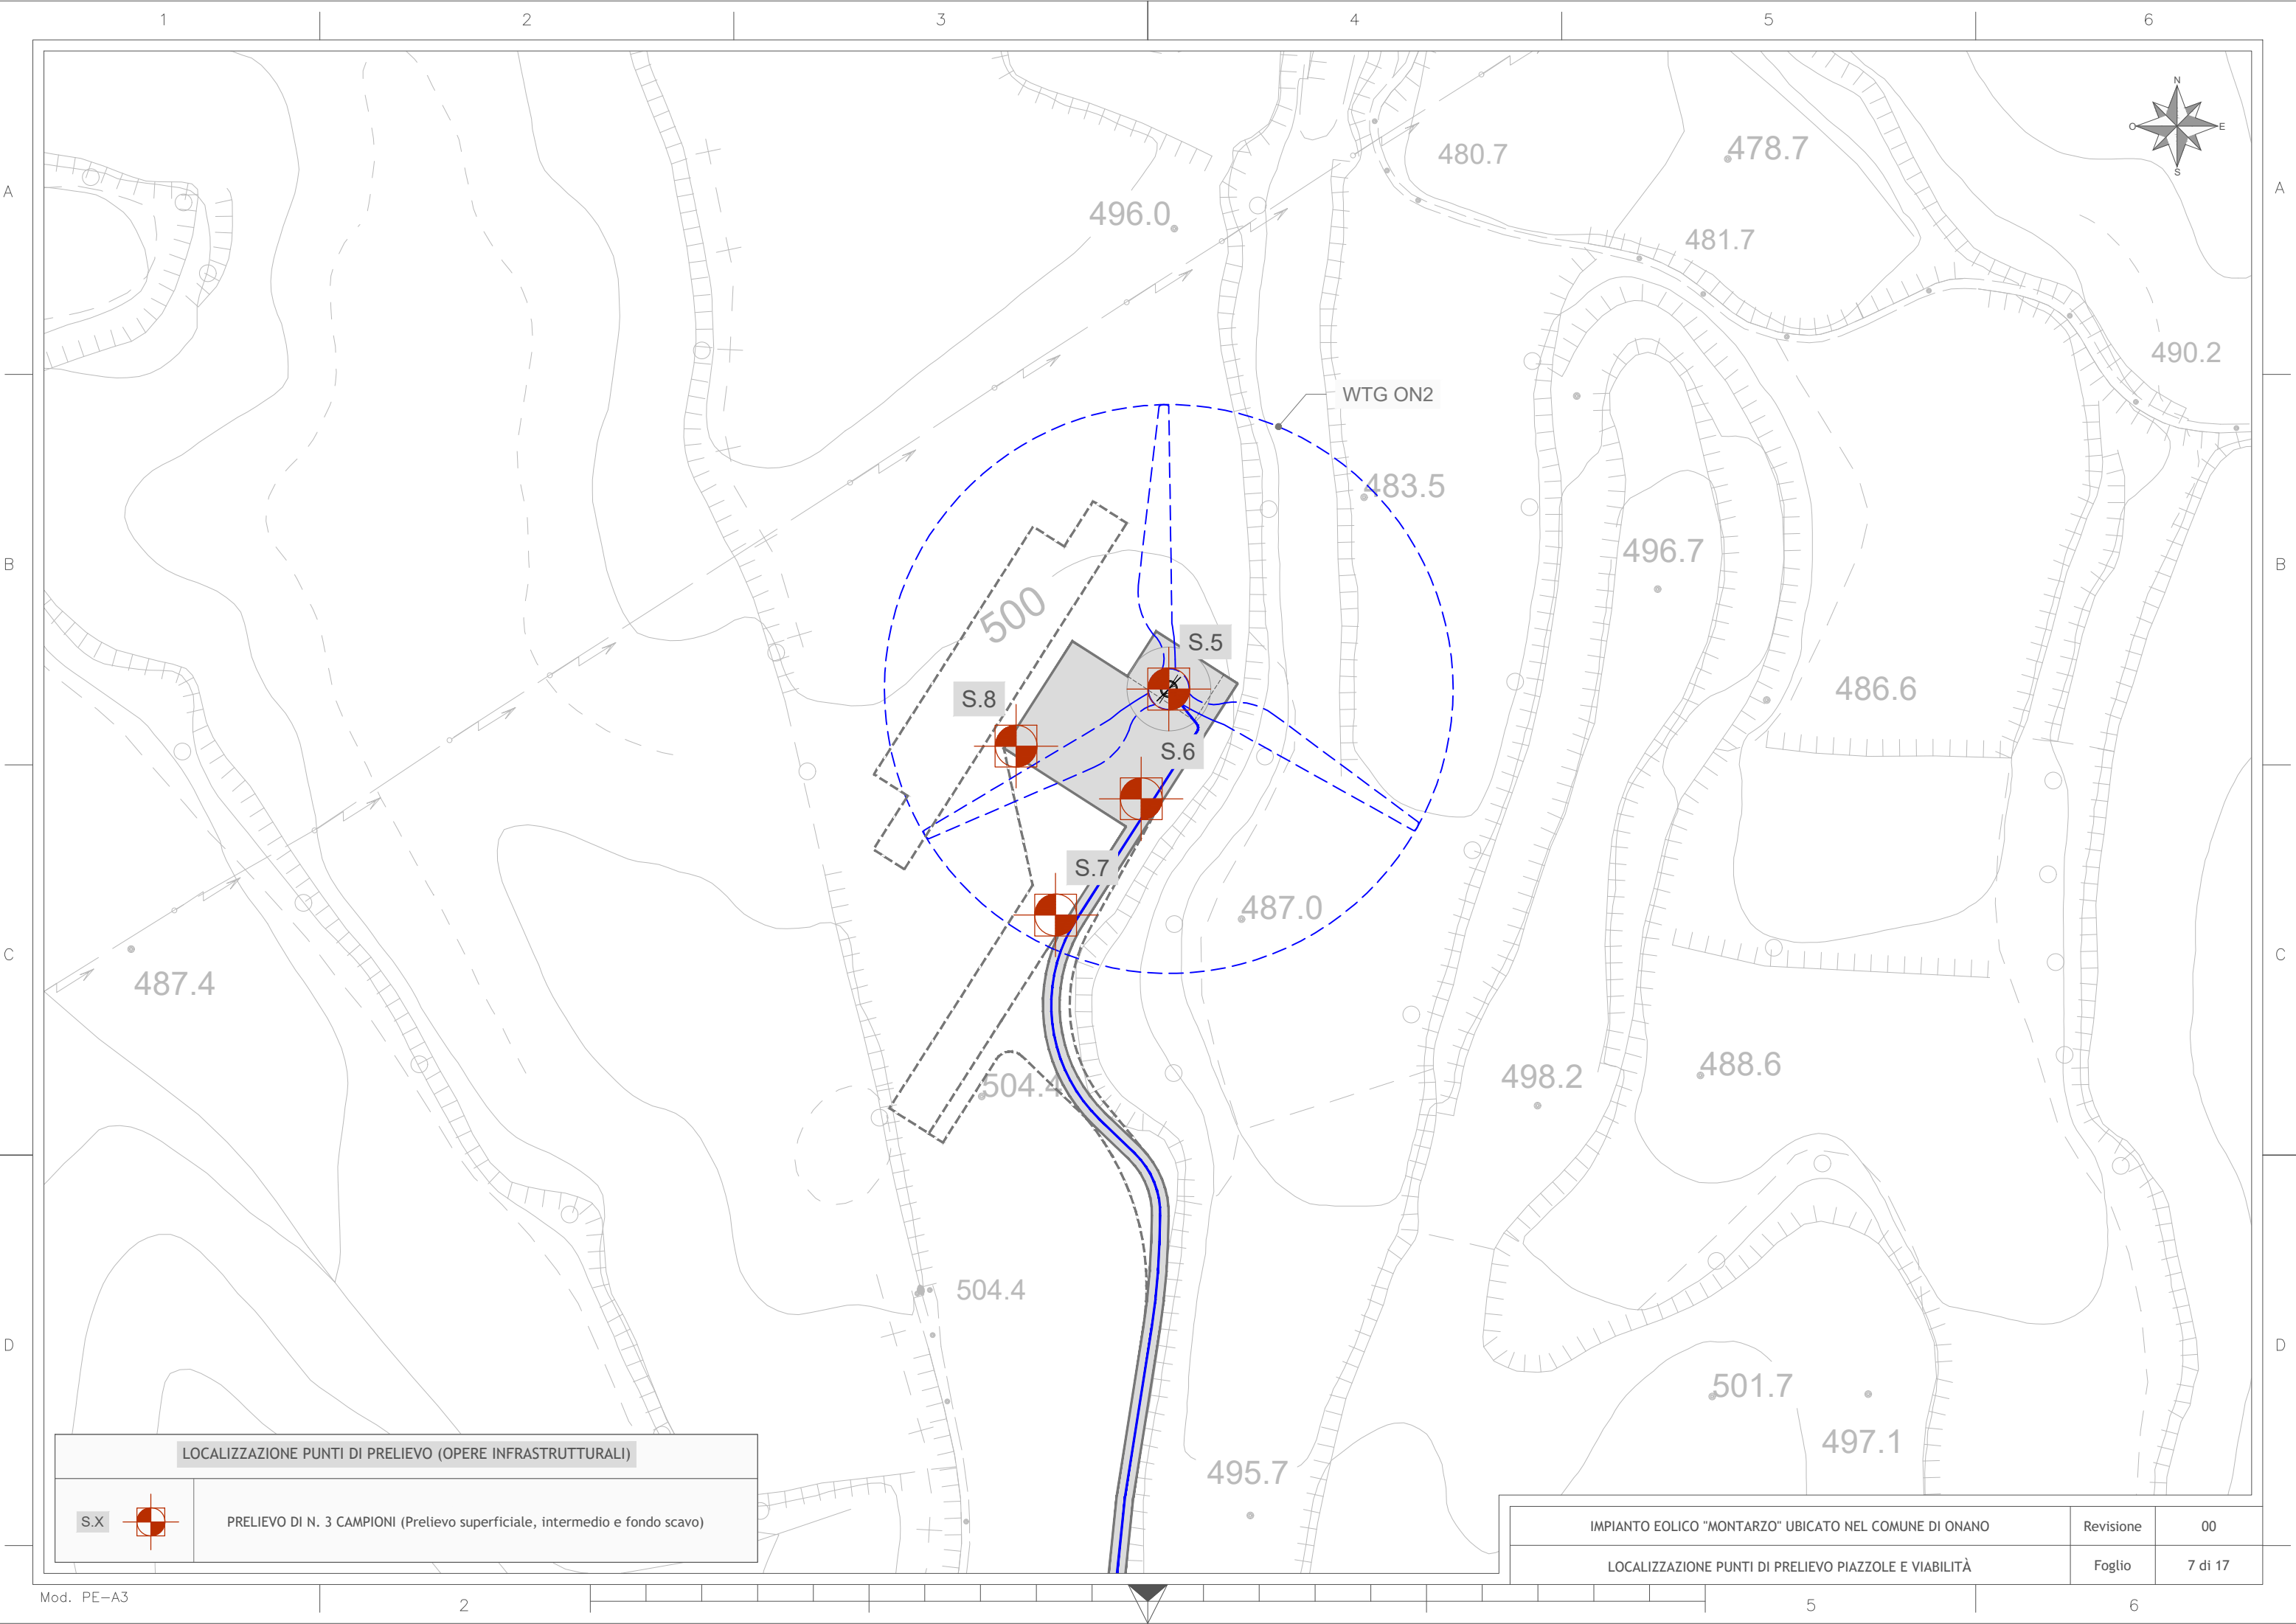 1 2 3 4 5 6
A A
N
O E
S
480.7
478.7
496.0
481.7
490.2
WTG ON2
483.5
B B
496.7
500
S.5
S.8
486.6
S.6
S.7
487.0
C C
487.4
504.4
498.2
488.6
504.4
D D
501.7
497.1
495.7
LOCALIZZAZIONE PUNTI DI PRELIEVO (OPERE INFRASTRUTTURALI)
S.X
PRELIEVO DI N. 3 CAMPIONI (Prelievo superficiale, intermedio e fondo scavo)
IMPIANTO EOLICO "MONTARZO" UBICATO NEL COMUNE DI ONANO
Revisione
00
LOCALIZZAZIONE PUNTI DI PRELIEVO PIAZZOLE E VIABILITÀ
Foglio
7 di 17
Mod. PE-A3
2 5 6